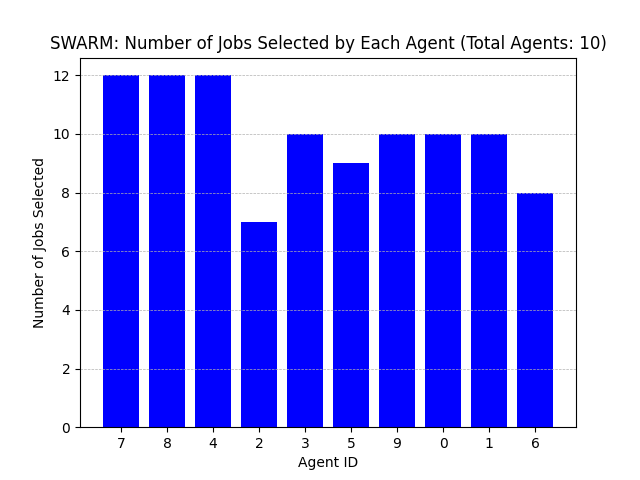 SWARM: Number of Jobs Selected by Each Agent (Total Agents: 10)
12
10
8
6
4
2
0
Number of Jobs Selected
7 8 4 2 3 5 9 0 1 6
Agent ID